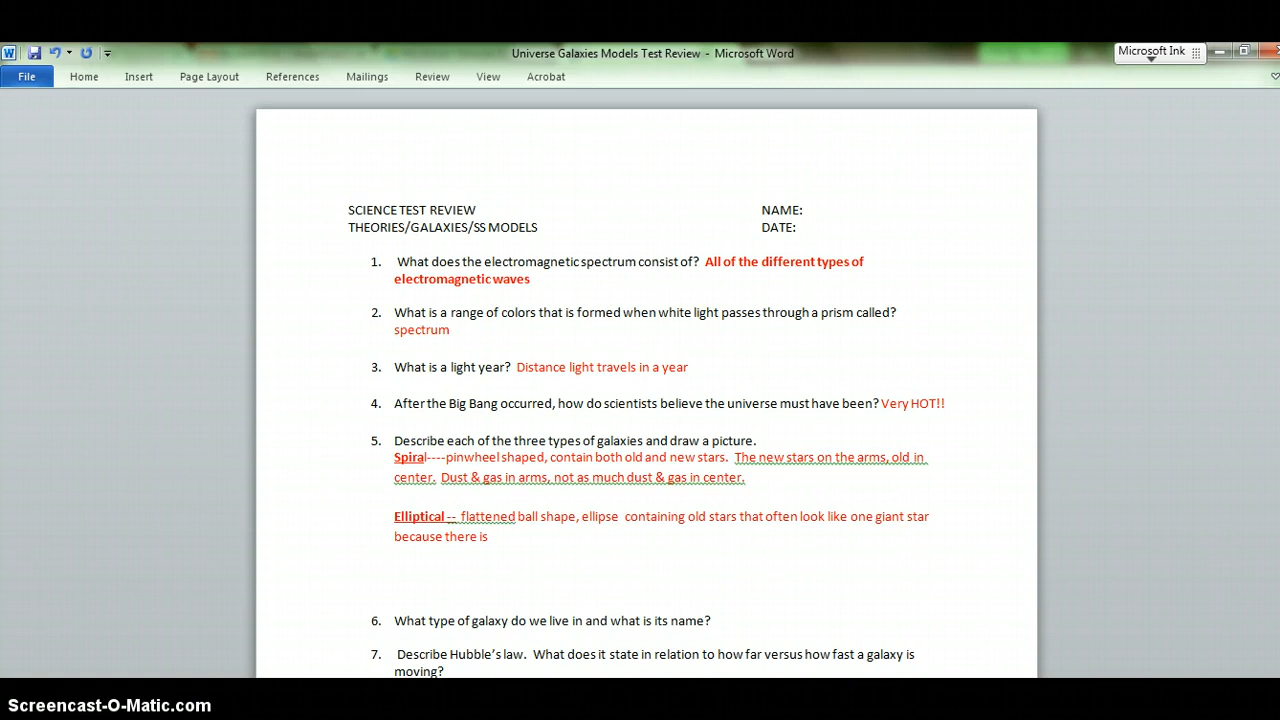 Universe Galaxies Models Test Review - Microsoft Word
Microsoft Ink
File Home Insert Page Layout References Mailings Review View Acrobat
SCIENCE TEST REVIEW NAME:
THEORIES/GALAXIES/SS MODELS DATE:
1. What does the electromagnetic spectrum consist of? All of the different types of
electromagnetic waves
2. What is a range of colors that is formed when white light passes through a prism called?
spectrum
3. What is a light year? Distance light travels in a year
4. After the Big Bang occurred, how do scientists believe the universe must have been? Very HOT!!
5. Describe each of the three types of galaxies and draw a picture.
Spiral----pinwheel shaped, contain both old and new stars. The new stars on the arms, old in
center. Dust & gas in arms, not as much dust & gas in center.
Elliptical -- flattened ball shape, ellipse containing old stars that often look like one giant star
because there is
6. What type of galaxy do we live in and what is its name?
7. Describe Hubble's law. What does it state in relation to how far versus how fast a galaxy is
moving?
Screencast-O-Matic.com